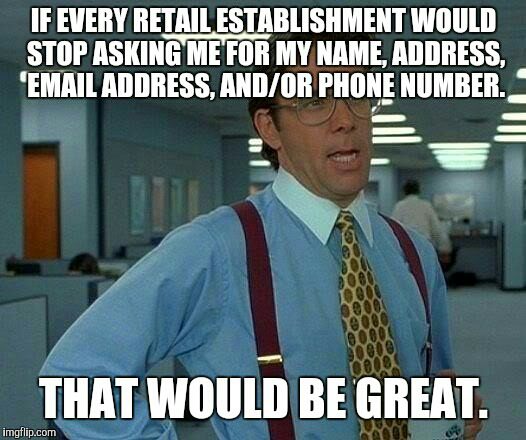 IF EVERY RETAIL ESTABLISHMENT WOULD
STOP ASKING ME FOR MY NAME, ADDRESS,
EMAIL ADDRESS, AND/OR PHONE NUMBER.
THAT WOULD BE GREAT.
imgflip.com